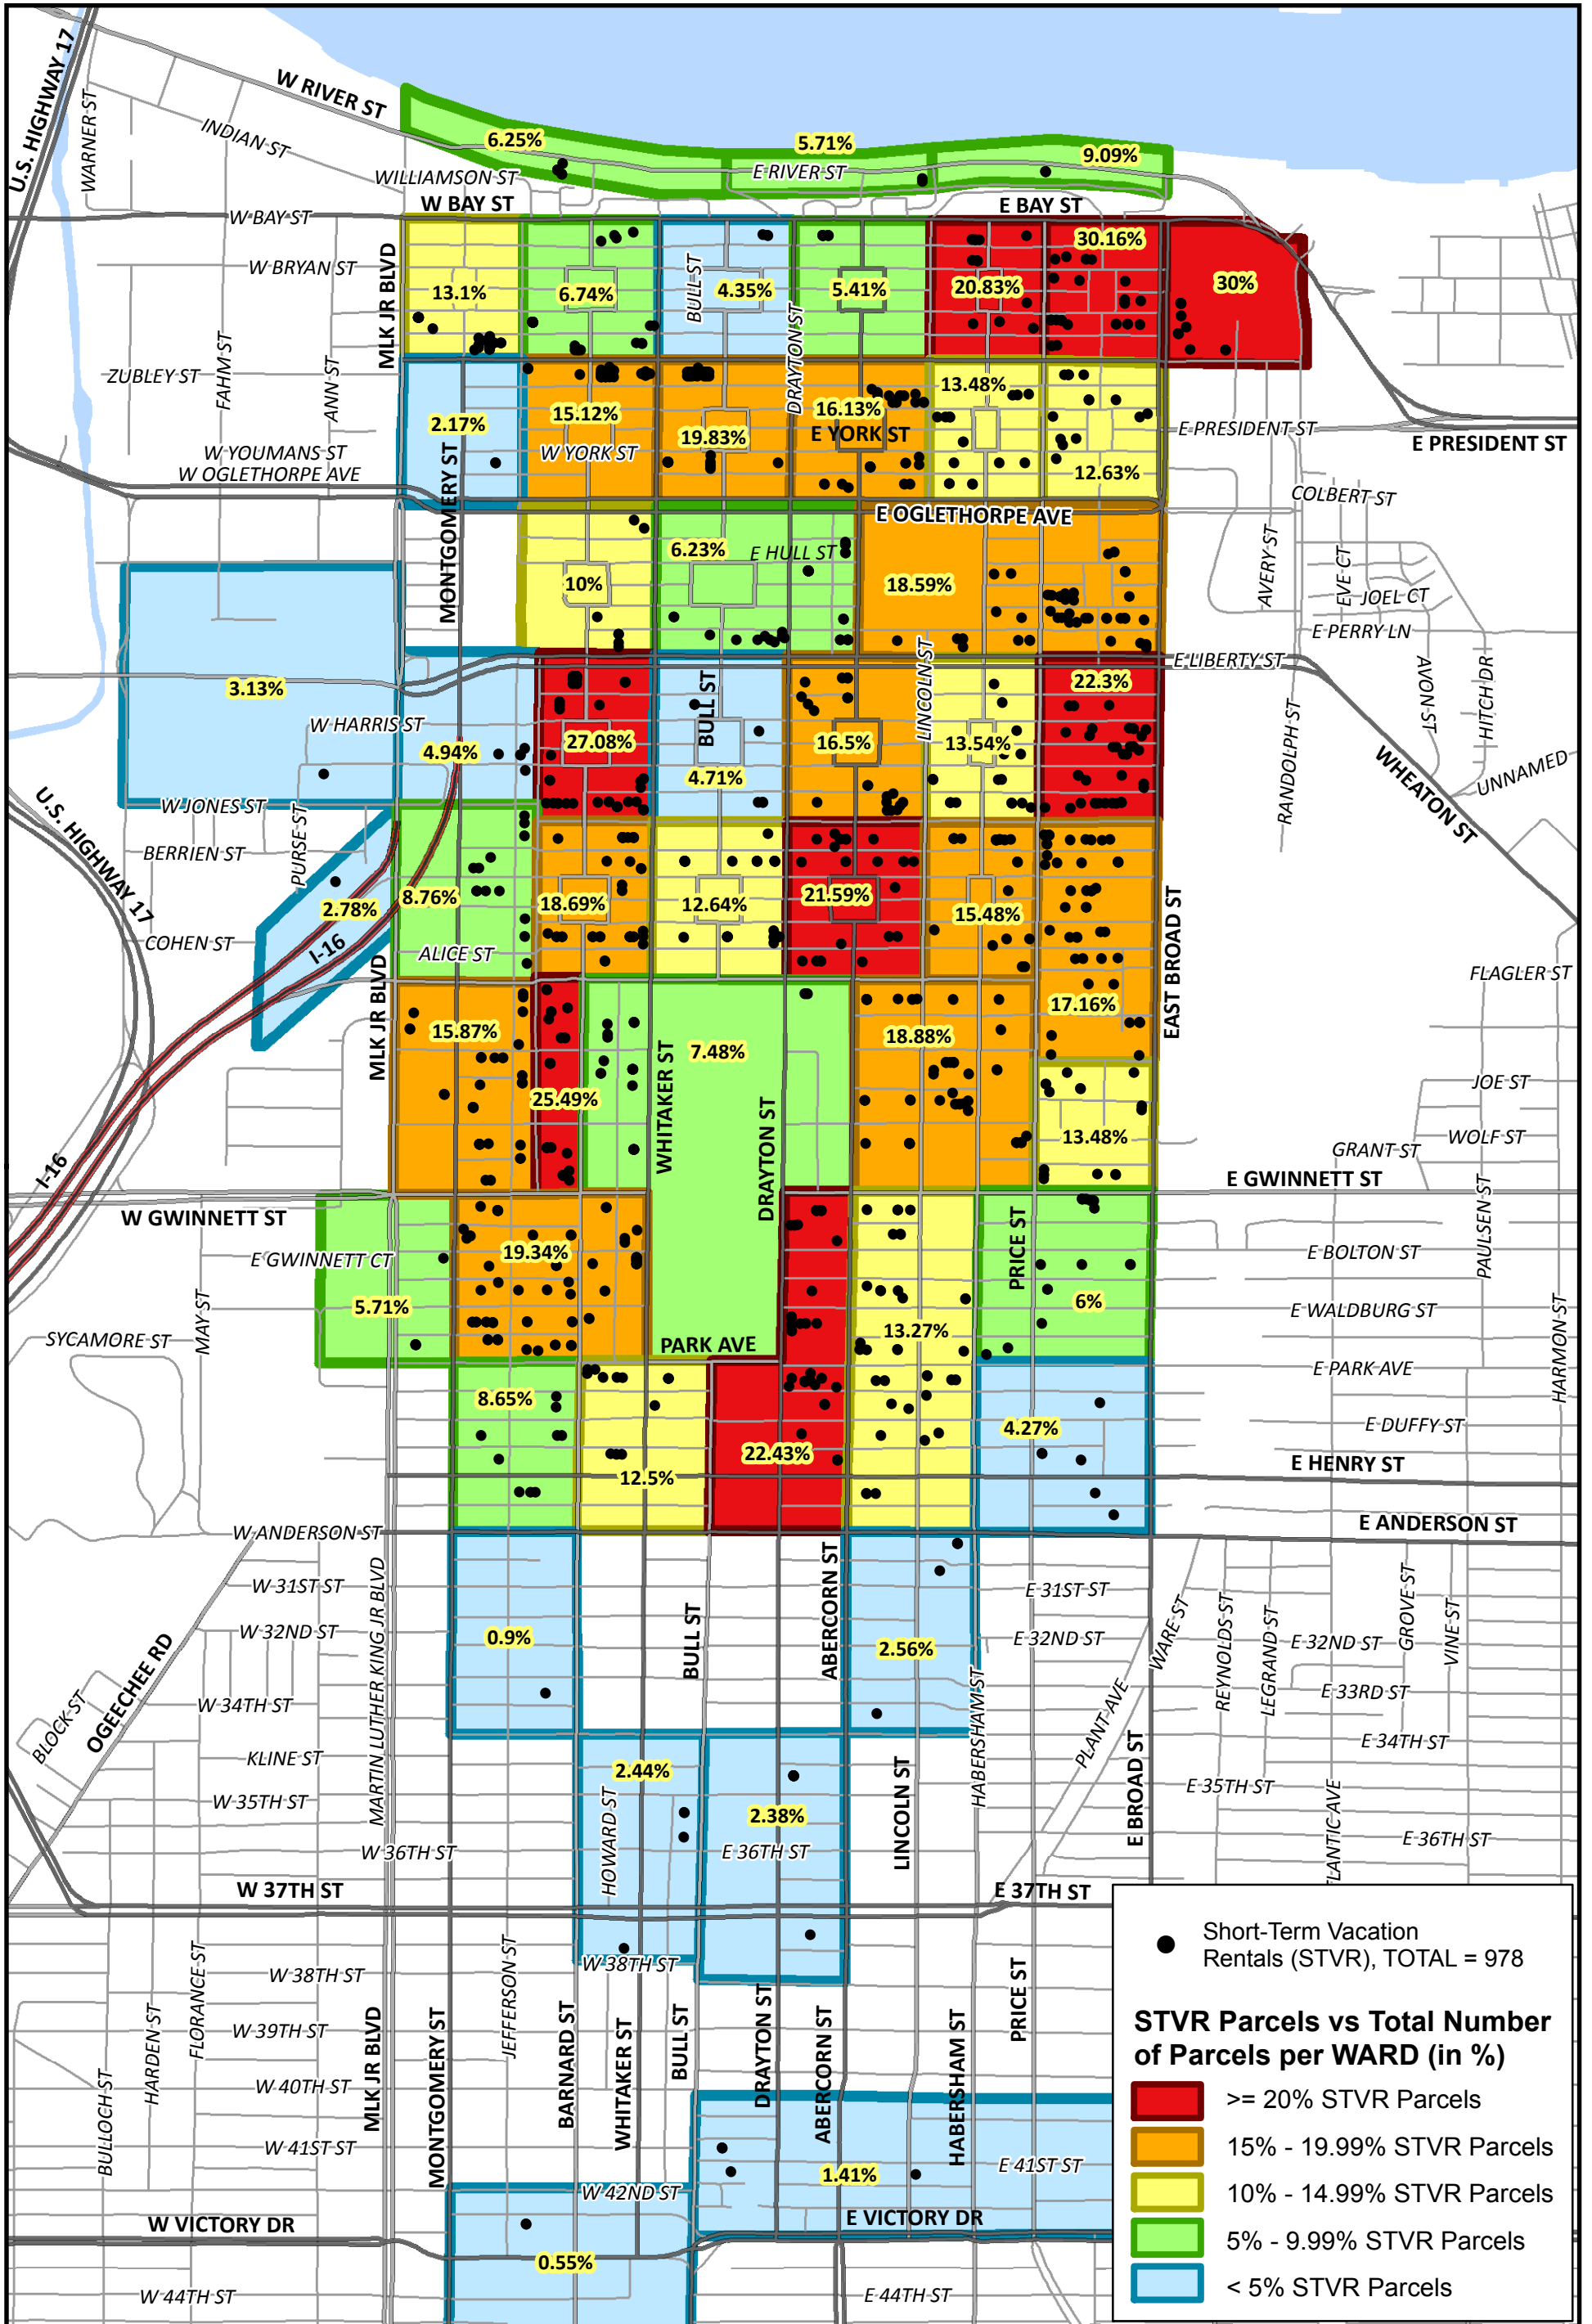 U.S. HIGHWAY 17
WARNER ST
W RIVER ST
INDIAN ST
WILLIAMSON ST
6.25%
5.71%
9.09%
E RIVER ST
W BAY ST
W BAY ST
E BAY ST
W BRYAN ST
MLK JR BLVD
13.1%
6.74%
BULL ST
4.35%
5.41%
20.83%
30.16%
30%
DRAYTON ST
ZUBLEY ST
FAHM ST
ANN ST
2.17%
15.12%
19.83%
16.13%
13.48%
12.63%
W YORK ST
E YORK ST
E PRESIDENT ST
E PRESIDENT ST
W YOUMANS ST
W OGLETHORPE AVE
MONTGOMERY ST
E OGLETHORPE AVE
COLBERT ST
10%
6.23%
E HULL ST
18.59%
AVERY ST
EVE CT
JOEL CT
E PERRY LN
LINCOLN ST
E LIBERTY ST
3.13%
W HARRIS ST
4.94%
27.08%
BULL ST
4.71%
16.5%
13.54%
22.3%
RANDOLPH ST
AVON ST
HITCH DR
WHEATON ST
UNNAMED
W JONES ST
U.S. HIGHWAY 17
PURSE ST
BERRIEN ST
COHEN ST
2.78%
I-16
8.76%
ALICE ST
18.69%
12.64%
21.59%
15.48%
17.16%
EAST BROAD ST
FLAGLER ST
MLK JR BLVD
15.87%
25.49%
WHITAKER ST
7.48%
DRAYTON ST
18.88%
13.48%
JOE ST
WOLF ST
GRANT ST
I-16
W GWINNETT ST
E GWINNETT ST
E GWINNETT CT
PAULSEN ST
MAY ST
5.71%
19.34%
PARK AVE
13.27%
PRICE ST
6%
E BOLTON ST
E WALDBURG ST
HARMON ST
SYCAMORE ST
E PARK AVE
8.65%
12.5%
22.43%
4.27%
E DUFFY ST
E HENRY ST
W ANDERSON ST
E ANDERSON ST
W 31ST ST
MARTIN LUTHER KING JR BLVD
W 32ND ST
0.9%
BULL ST
ABERCORN ST
2.56%
E 31ST ST
E 32ND ST
WARE ST
REYNOLDS ST
LEGRAND ST
E 32ND ST
GROVE ST
VINE ST
E 33RD ST
OGEECHEE RD
BLOCK ST
W 34TH ST
KLINE ST
W 35TH ST
HABERSHAM ST
PLANT AVE
E 34TH ST
E 35TH ST
2.44%
HOWARD ST
2.38%
E 36TH ST
LINCOLN ST
E BROAD ST
E 36TH ST
W 36TH ST
W 37TH ST
E 37TH ST
W 38TH ST
W 38TH ST
JEFFERSON ST
FLORANCE ST
HARDEN ST
BULLOCH ST
W 39TH ST
W 40TH ST
W 41ST ST
MLK JR BLVD
MONTGOMERY ST
BARNARD ST
WHITAKER ST
BULL ST
DRAYTON ST
ABERCORN ST
HABERSHAM ST
PRICE ST
1.41%
E 41ST ST
W 42ND ST
W VICTORY DR
E VICTORY DR
0.55%
W 44TH ST
E 44TH ST
Short-Term Vacation
Rentals (STVR), TOTAL = 978
STVR Parcels vs Total Number
of Parcels per WARD (in %)
>= 20% STVR Parcels
15% - 19.99% STVR Parcels
10% - 14.99% STVR Parcels
5% - 9.99% STVR Parcels
< 5% STVR Parcels